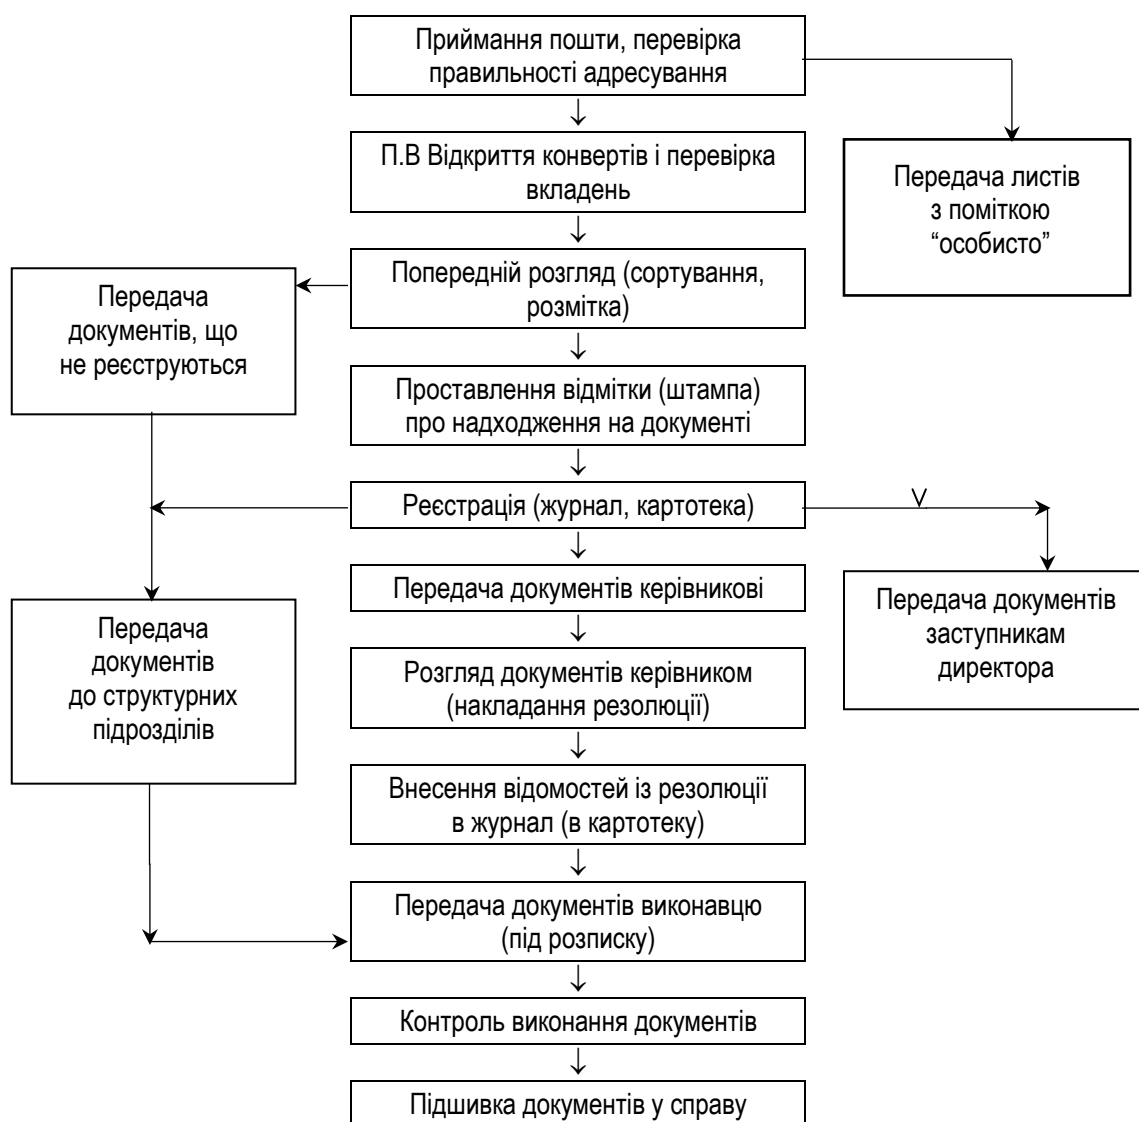 Приймання пошти, перевірка
правильності адресування
П.В Відкриття конвертів і перевірка
вкладень
Передача листів
з поміткою
“особисто”
Попередній розгляд (сортування,
розмітка)
Передача
документів, що
не реєструються
Проставлення відмітки (штампа)
про надходження на документі
Реєстрація (журнал, картотека)
Передача документів керівникові
Передача документів
заступникам
директора
Передача
документів
до структурних
підрозділів
Розгляд документів керівником
(накладання резолюції)
Внесення відомостей із резолюції
в журнал (в картотеку)
Передача документів виконавцю
(під розписку)
Контроль виконання документів
Підшивка документів у справу